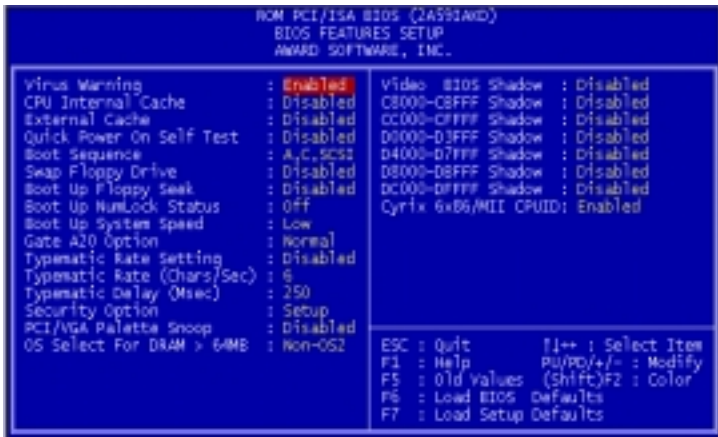 ROM PCI/ISA BIOS (2A59IAKD)
BIOS FEATURES SETUP
AWARD SOFTWARE, INC.
Virus Warning : Enabled
CPU Internal Cache : Disabled
External Cache : Disabled
Quick Power On Self Test : Disabled
Boot Sequence : A,C,SCSI
Swap Floppy Drive : Disabled
Boot Up Floppy Seek : Disabled
Boot Up NumLock Status : Off
Boot Up System Speed : Low
Gate A20 Option : Normal
Typematic Rate Setting : Disabled
Typematic Rate (Chars/Sec) : 6
Typematic Delay (Msec) : 250
Security Option : Setup
PCI/VGA Palette Snoop : Disabled
OS Select For DRAM > 64MB : Non-OS2
Video BIOS Shadow : Disabled
C8000-CBFFF Shadow : Disabled
CC000-CFFFF Shadow : Disabled
D0000-D3FFF Shadow : Disabled
D4000-D7FFF Shadow : Disabled
D8000-DBFFF Shadow : Disabled
DC000-DFFFF Shadow : Disabled
Cyrix 6x86/MII CPUID: Enabled
ESC : Quit ↑↓→← : Select Item
F1 : Help PU/PD/+/- : Modify
F5 : Old Values (Shift)F2 : Color
F6 : Load BIOS Defaults
F7 : Load Setup Defaults